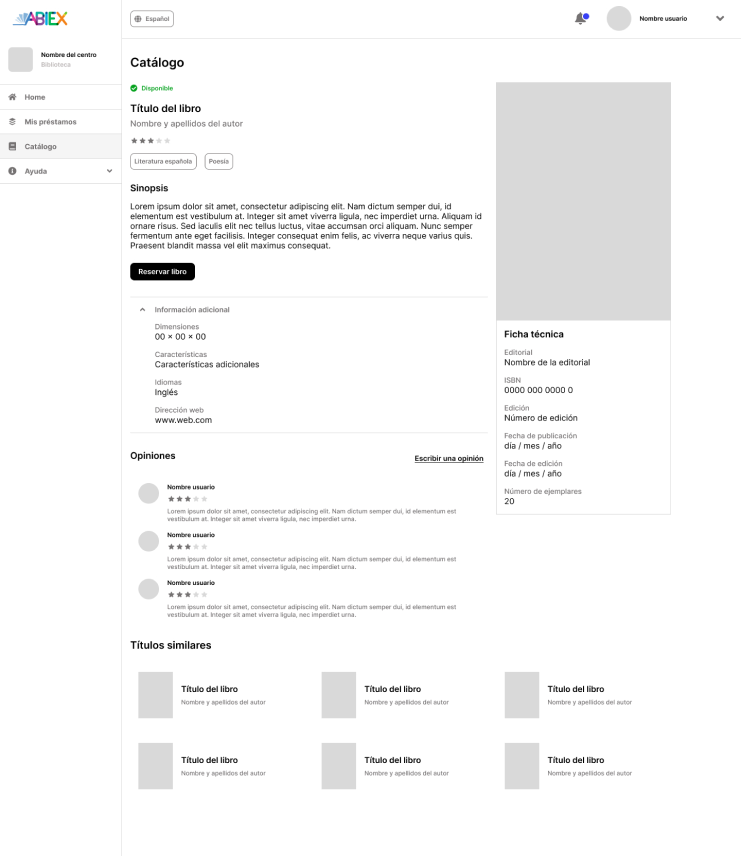 ABIEX
Español
Nombre usuario
Nombre del centro
Biblioteca
Home
Mis préstamos
Catálogo
Ayuda
Catálogo
Disponible
Título del libro
Nombre y apellidos del autor
Literatura española
Poesía
Sinopsis
Lorem ipsum dolor sit amet, consectetur adipiscing elit. Nam dictum semper dui, id
elementum est vestibulum at. Integer sit amet viverra ligula, nec imperdiet urna. Aliquam id
ornare risus. Sed iaculis elit nec tellus luctus, vitae accumsan orci aliquam. Nunc semper
fermentum ante eget facilisis. Integer consequat enim felis, ac viverra neque varius quis.
Praesent blandit massa vel elit maximus consequat.
Reservar libro
Información adicional
Dimensiones
00 × 00 × 00
Características
Características adicionales
Idiomas
Inglés
Dirección web
www.web.com
Ficha técnica
Editorial
Nombre de la editorial
ISBN
0000 000 0000 0
Edición
Número de edición
Fecha de publicación
día / mes / año
Fecha de edición
día / mes / año
Número de ejemplares
20
Opiniones
Escribir una opinión
Nombre usuario
Lorem ipsum dolor sit amet, consectetur adipiscing elit. Nam dictum semper dui, id elementum est
vestibulum at. Integer sit amet viverra ligula, nec imperdiet urna.
Nombre usuario
Lorem ipsum dolor sit amet, consectetur adipiscing elit. Nam dictum semper dui, id elementum est
vestibulum at. Integer sit amet viverra ligula, nec imperdiet urna.
Nombre usuario
Lorem ipsum dolor sit amet, consectetur adipiscing elit. Nam dictum semper dui, id elementum est
vestibulum at. Integer sit amet viverra ligula, nec imperdiet urna.
Títulos similares
Título del libro
Nombre y apellidos del autor
Título del libro
Nombre y apellidos del autor
Título del libro
Nombre y apellidos del autor
Título del libro
Nombre y apellidos del autor
Título del libro
Nombre y apellidos del autor
Título del libro
Nombre y apellidos del autor